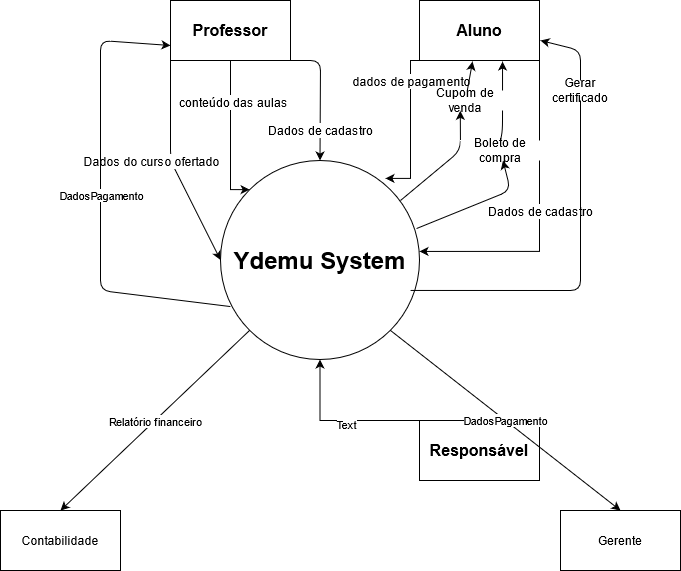 Professor
Aluno
dados de pagamento
Gerar
certificado
Cupom de
venda
conteúdo das aulas
Dados de cadastro
Boleto de
compra
Dados do curso ofertado
DadosPagamento
Dados de cadastro
Ydemu System
Relatório financeiro
Text
DadosPagamento
Responsável
Contabilidade
Gerente